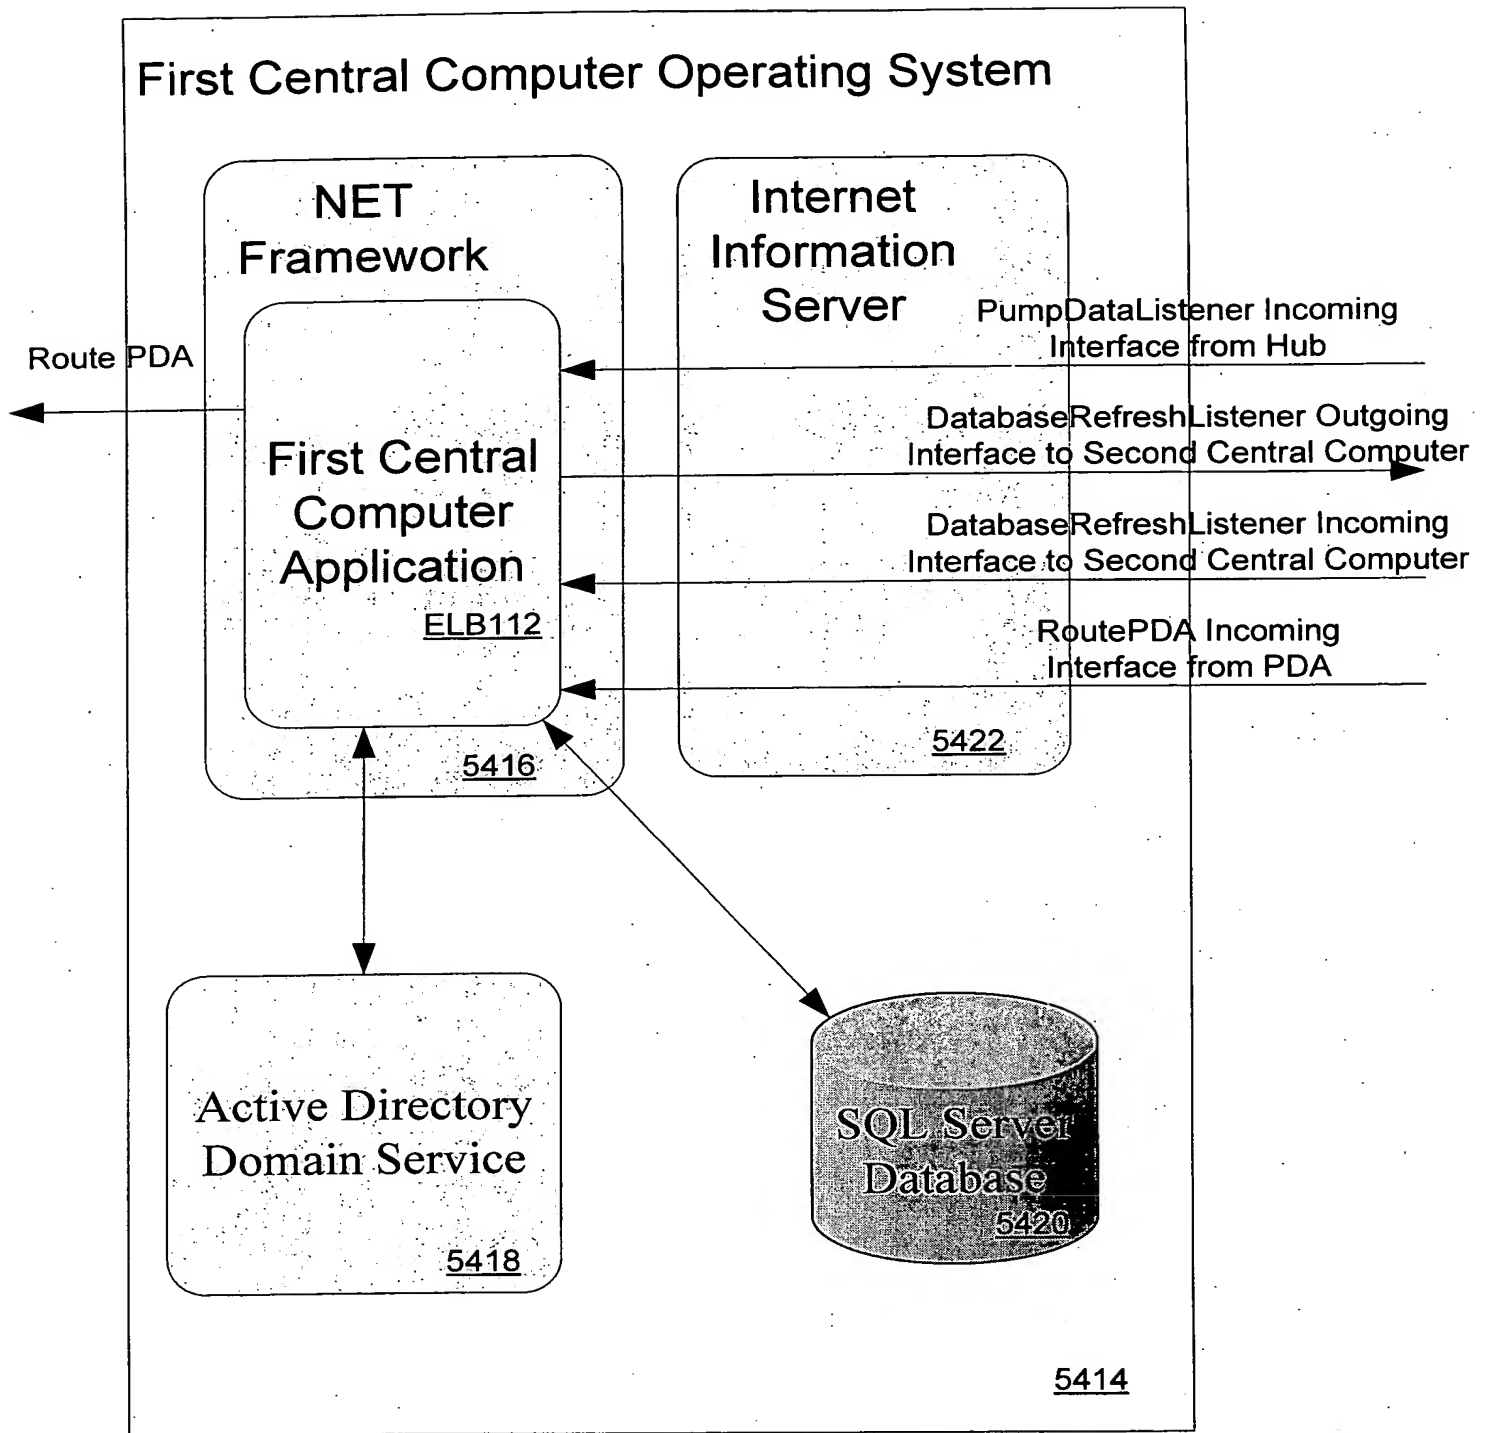 First Central Computer Operating System
NET
Framework
Internet
Information
Server
PumpDataListener Incoming
Interface from Hub
Route PDA
DatabaseRefreshListener Outgoing
Interface to Second Central Computer
First Central
Computer
Application
ELB112
DatabaseRefreshListener Incoming
Interface to Second Central Computer
RoutePDA Incoming
Interface from PDA
5422
5416
Active Directory
Domain Service
5418
SQL Server
Database
5420
5414